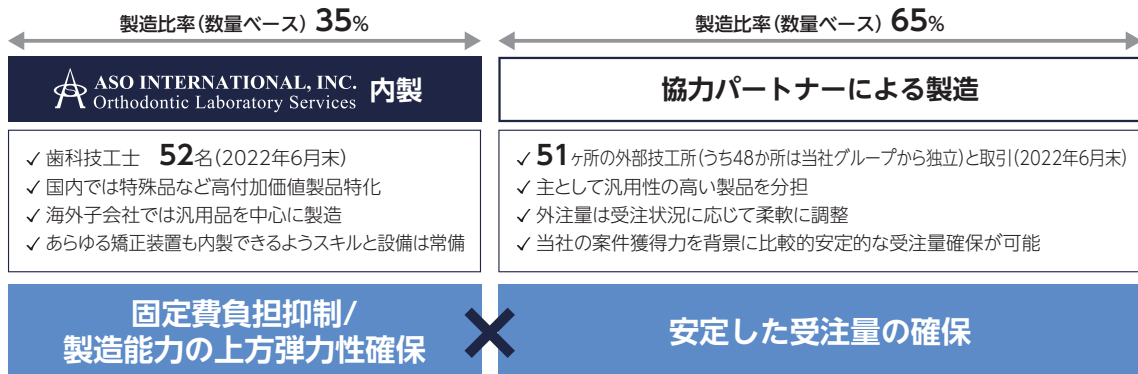 製造比率(数量ベース) 35%
ASO INTERNATIONAL, INC.
Orthodontic Laboratory Services
内製
✓ 歯科技工士 52名(2022年6月末)
✓ 国内では特殊品など高付加価値製品特化
✓ 海外子会社では汎用品を中心に製造
✓ あらゆる矯正装置も内製できるようスキルと設備は常備
固定費負担抑制/
製造能力の上方弾力性確保
×
製造比率(数量ベース) 65%
協力パートナーによる製造
✓ 51ヶ所の外部技工所(うち48か所は当社グループから独立)と取引(2022年6月末)
✓ 主として汎用性の高い製品を分担
✓ 外注量は受注状況に応じて柔軟に調整
✓ 当社の案件獲得力を背景に比較的安定的な受注量確保が可能
安定した受注量の確保